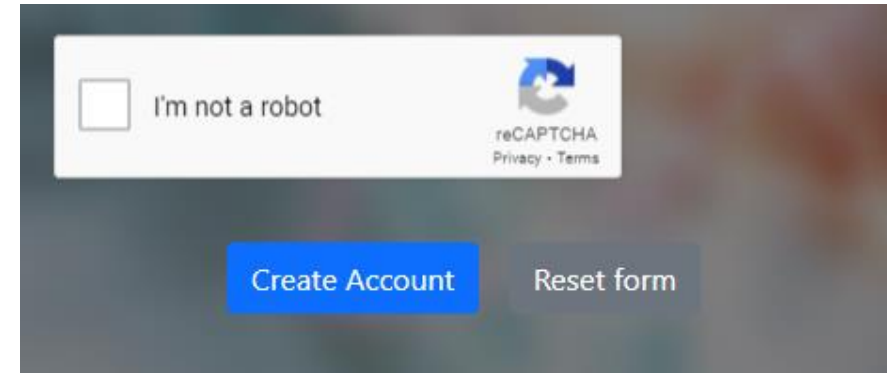 I'm not a robot
reCAPTCHA
Privacy • Terms
Create Account Reset form